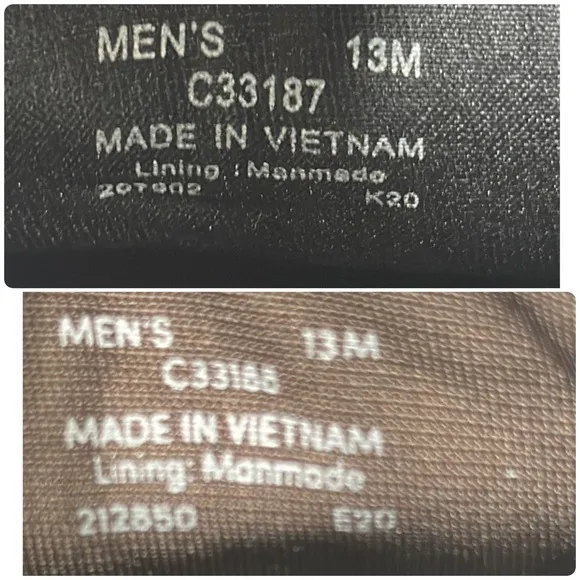 MEN'S 13M
C33187
MADE IN VIETNAM
Lining : Manmade
K20
MEN'S 13M
C33188
MADE IN VIETNAM
Lining: Manmade
212850 E20